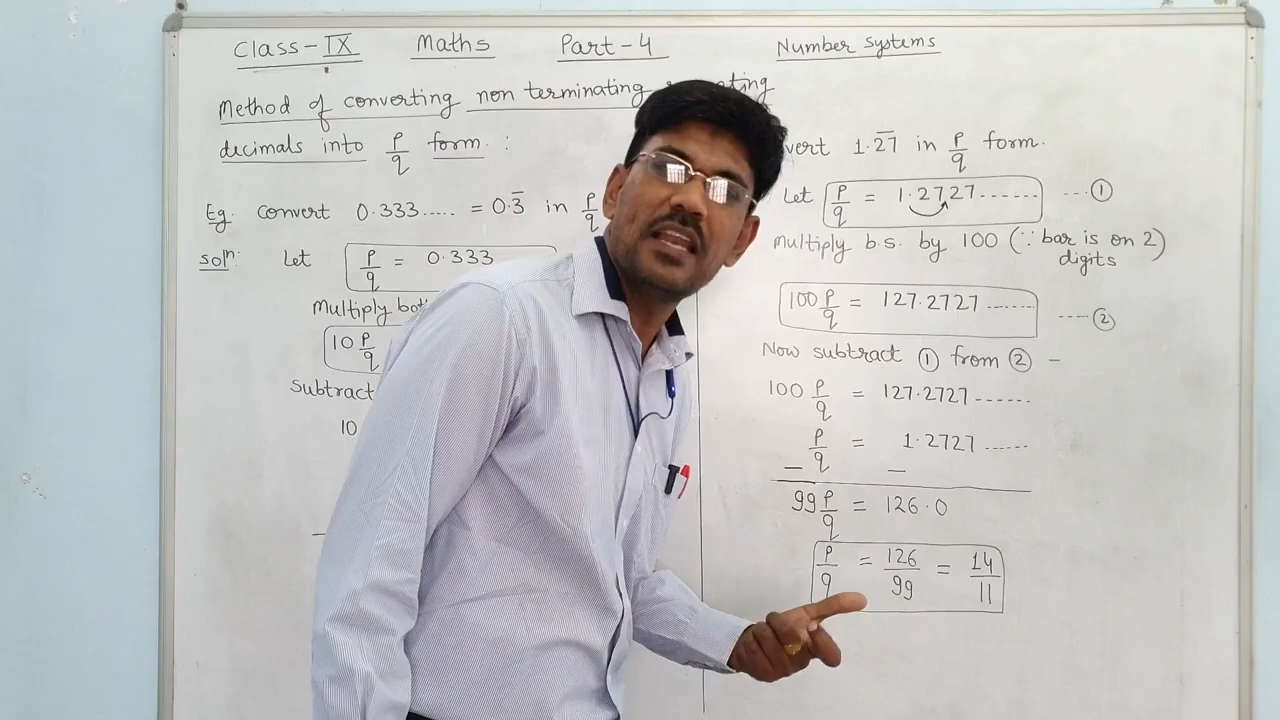 Class-IX Maths Part-4 Number Systems
Method of converting non terminating
decimals into p/q form :
Eg. Convert 0.333..... = 0.3̅ in p/q
Solⁿ: Let p/q = 0.333
Multiply
10 p/q
Subtract
10
1.2̅7̅ in p/q form.
Let p/q = 1.2727....... ....①
Multiply b.s. by 100 (∵ bar is on 2 digits)
100 p/q = 127.2727....... .....②
Now subtract ① from ② –
100 p/q = 127.2727......
p/q = 1.2727......
– –
99 p/q = 126.0
p/q = 126/99 = 14/11